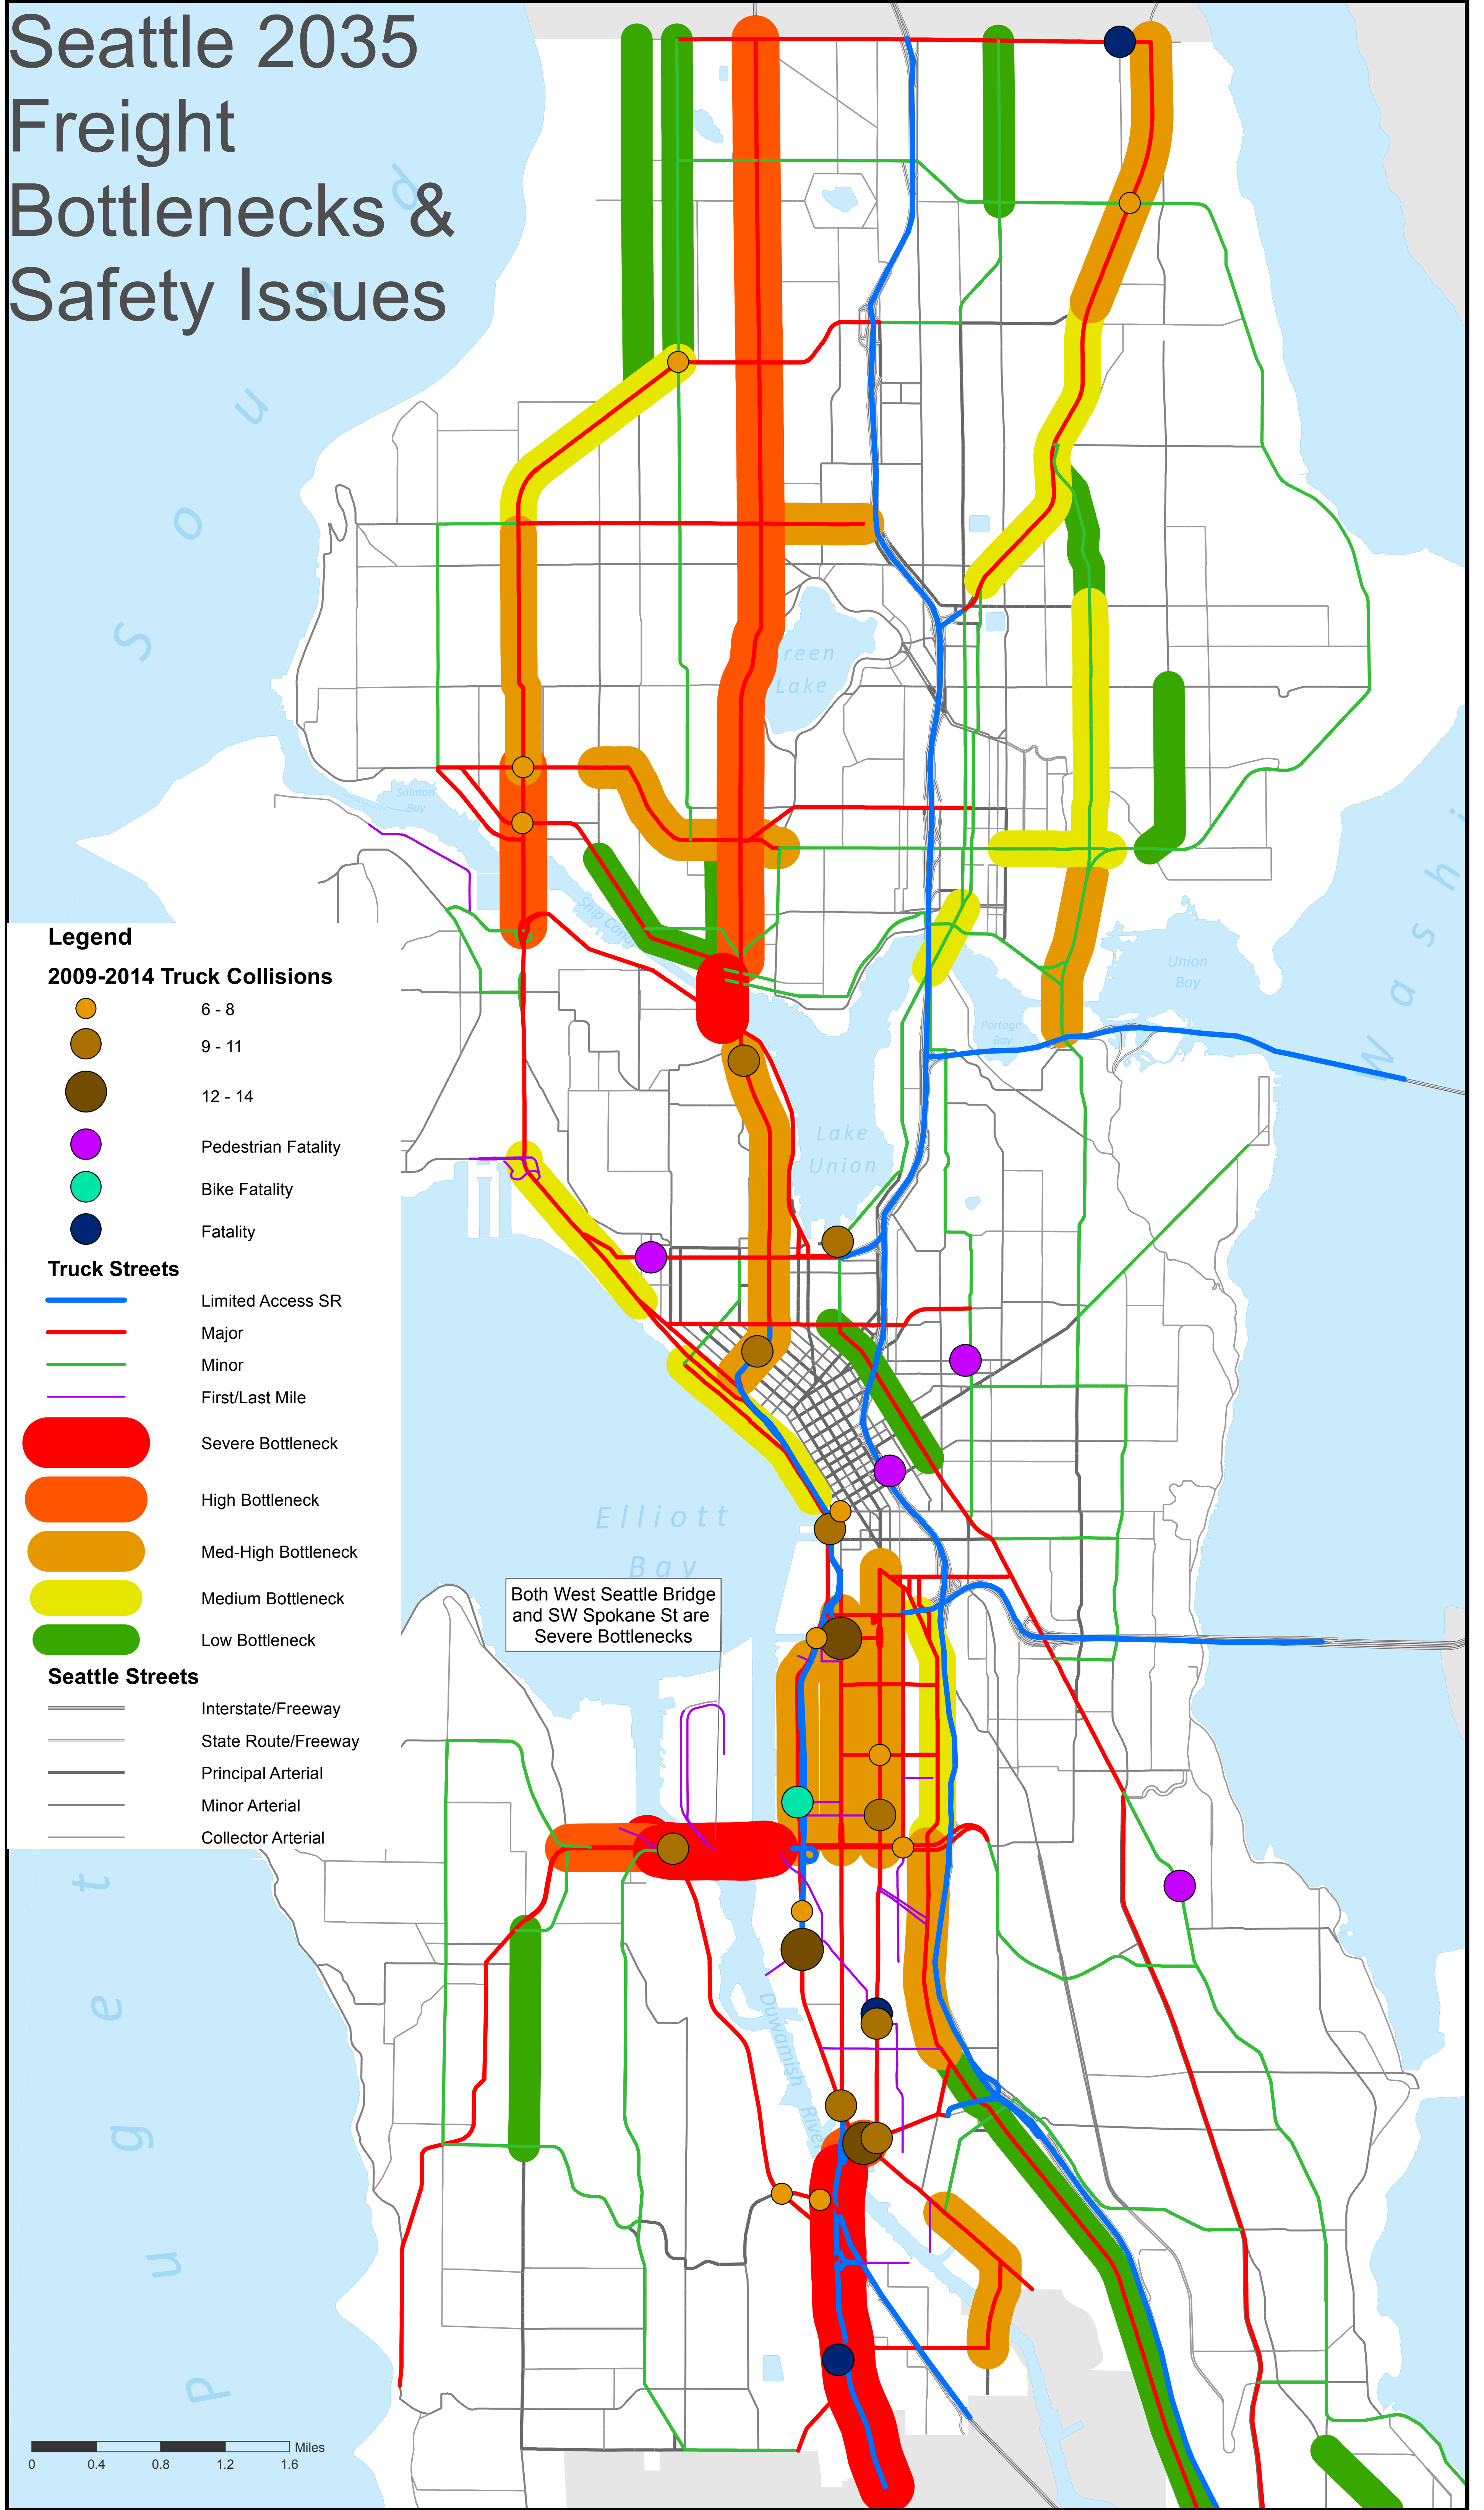 Seattle 2035
Freight
Bottlenecks &
Safety Issues
Puget Sound
Green
Lake
Salmon
Bay
Ship Canal
Union
Bay
Portage
Bay
Washi
Lake
Union
Elliott
Bay
Both West Seattle Bridge
and SW Spokane St are
Severe Bottlenecks
Duwamish
River
Legend
2009-2014 Truck Collisions
6 - 8
9 - 11
12 - 14
Pedestrian Fatality
Bike Fatality
Fatality
Truck Streets
Limited Access SR
Major
Minor
First/Last Mile
Severe Bottleneck
High Bottleneck
Med-High Bottleneck
Medium Bottleneck
Low Bottleneck
Seattle Streets
Interstate/Freeway
State Route/Freeway
Principal Arterial
Minor Arterial
Collector Arterial
Miles
0 0.4 0.8 1.2 1.6